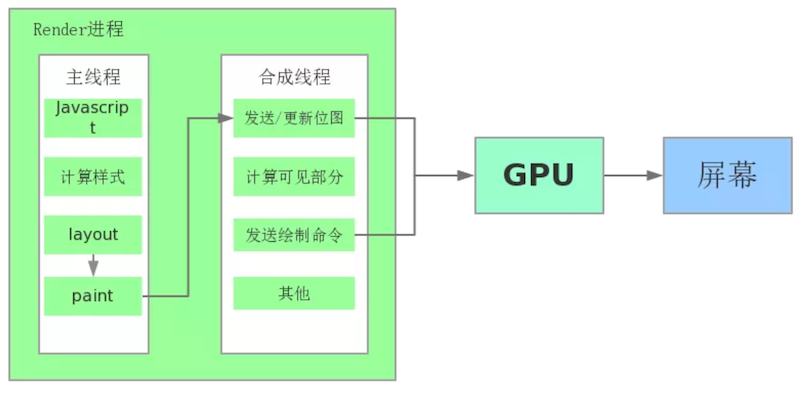 Render进程
主线程
Javascrip
t
计算样式
layout
paint
合成线程
发送/更新位图
计算可见部分
发送绘制命令
其他
GPU
屏幕